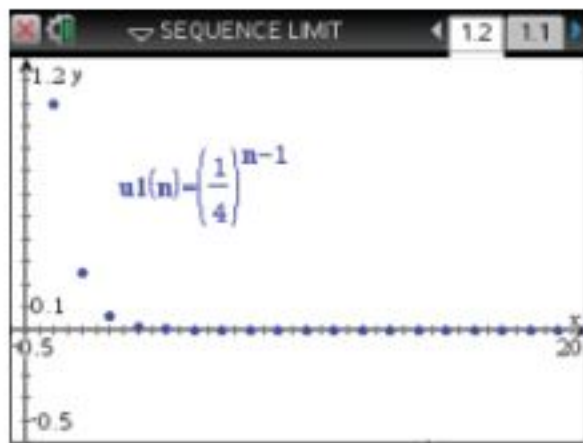 SEQUENCE LIMIT
1.2
1.1
1.2 y
u1(n)=(1/4)^n-1
0.1
x
-0.5
20
-0.5